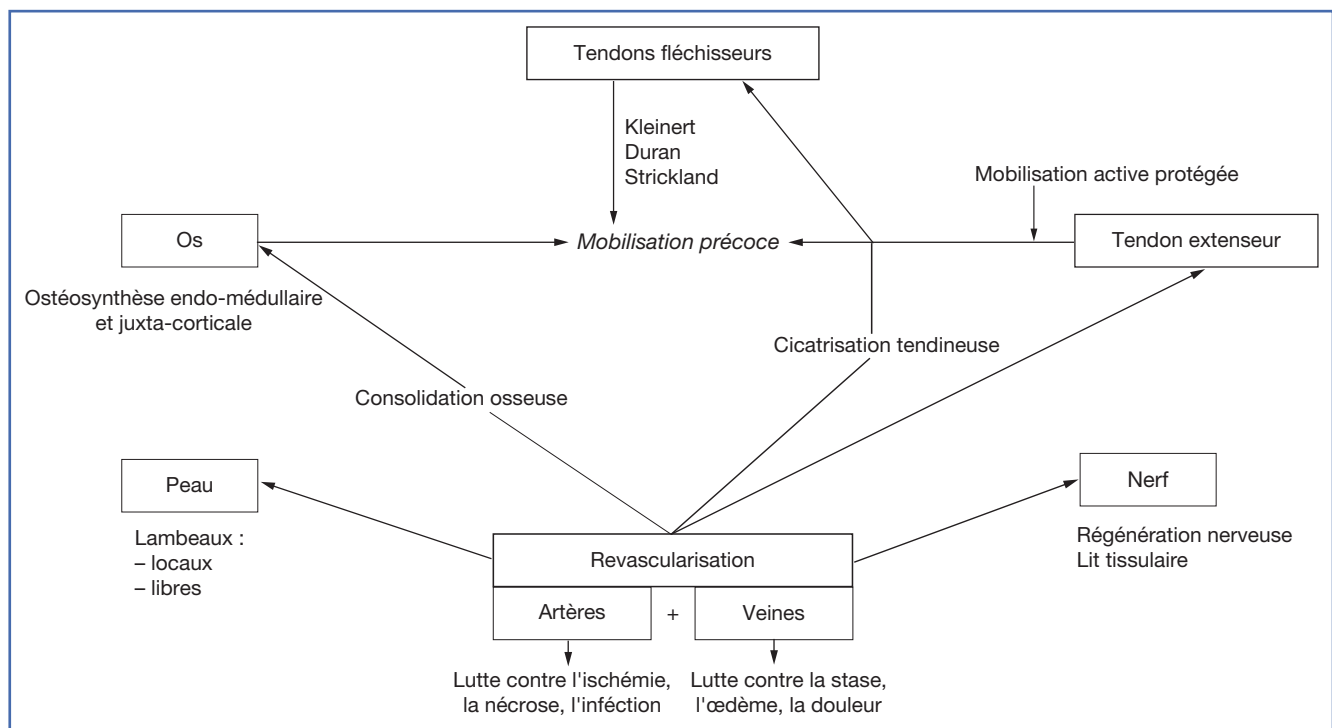 Tendons fléchisseurs
Kleinert
Duran
Strickland
Mobilisation active protégée
Os
Mobilisation précoce
Tendon extenseur
Ostéosynthèse endo-médullaire
et juxta-corticale
Cicatrisation tendineuse
Consolidation osseuse
Peau
Nerf
Lambeaux :
– locaux
– libres
Régénération nerveuse
Lit tissulaire
Revascularisation
Artères + Veines
Lutte contre l'ischémie,
la nécrose, l'inféction
Lutte contre la stase,
l'œdème, la douleur